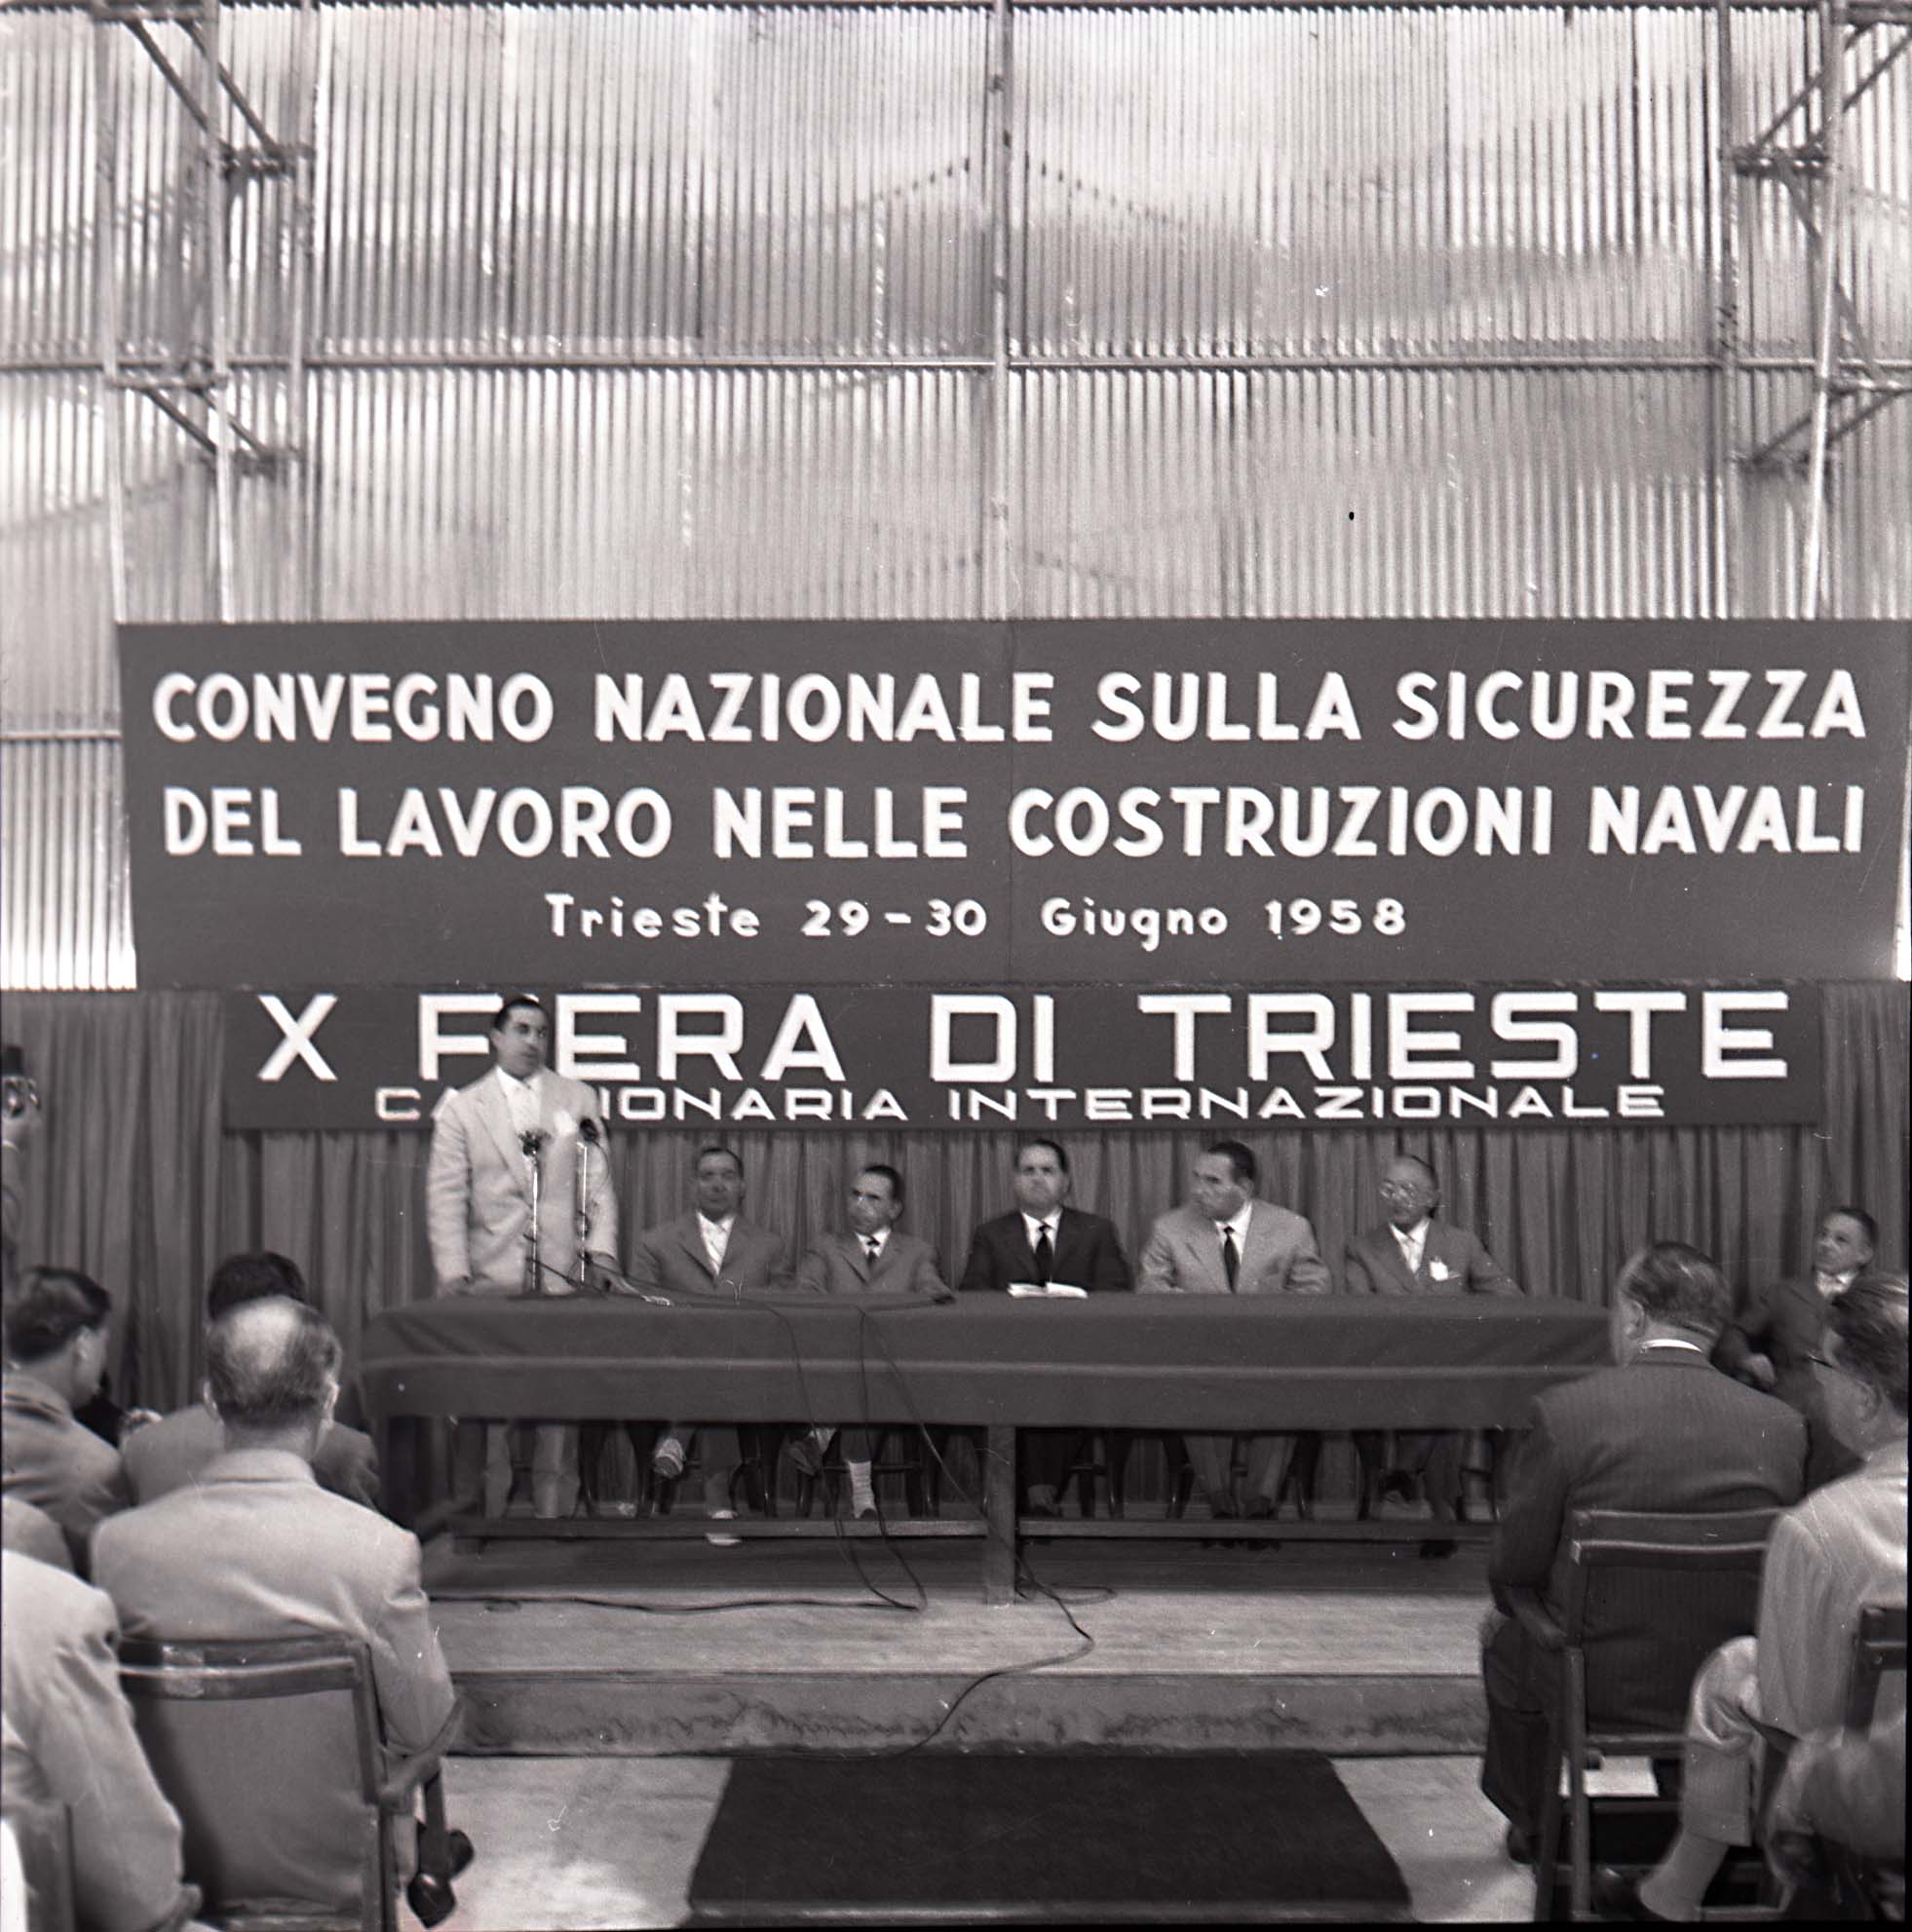 CONVEGNO NAZIONALE SULLA SICUREZZA
DEL LAVORO NELLE COSTRUZIONI NAVALI
Trieste 29-30 Giugno 1958
X FIERA DI TRIESTE
INTERNAZIONALE